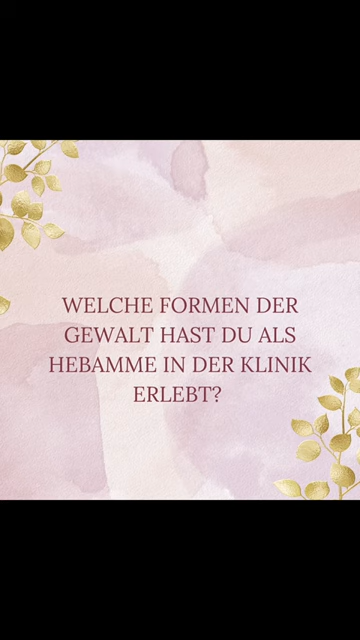 WELCHE FORMEN DER
GEWALT HAST DU ALS
HEBAMME IN DER KLINIK
ERLEBT?